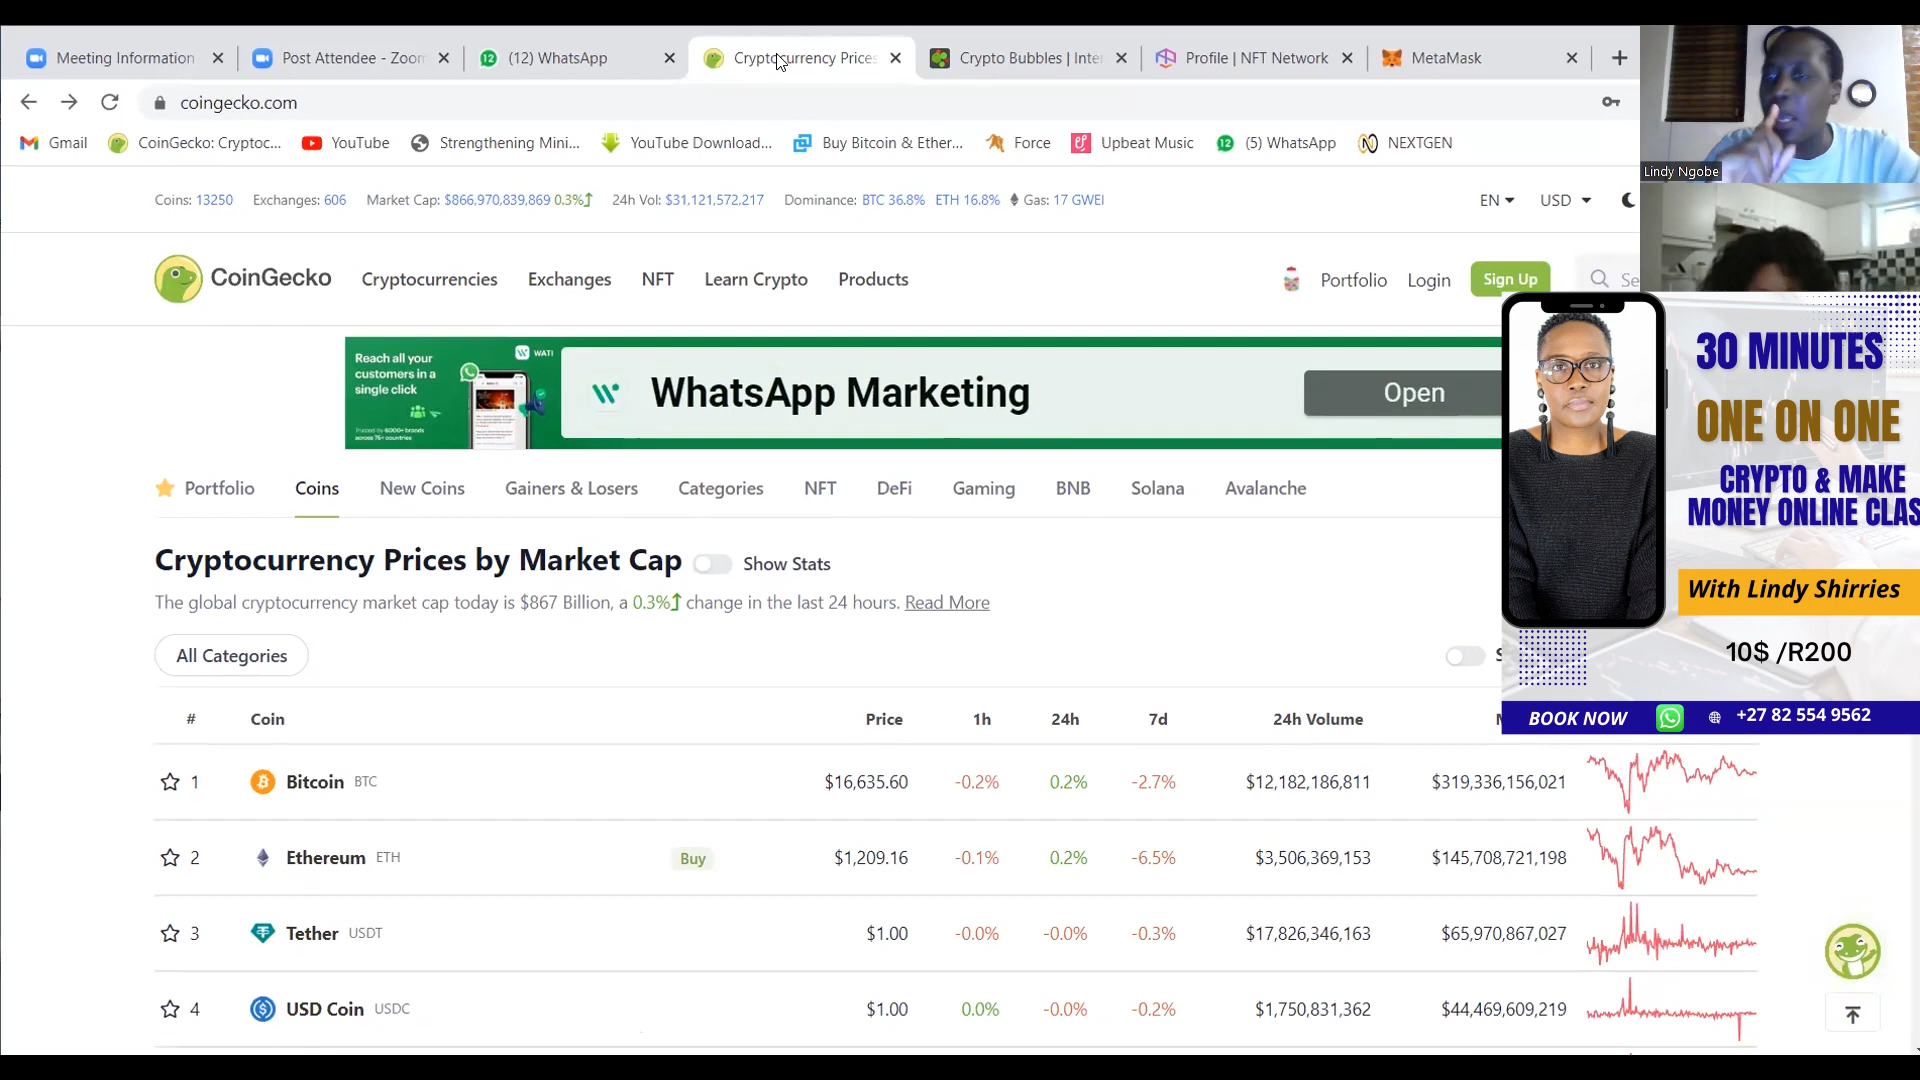 Meeting Information
Post Attendee - Zoom
(12) WhatsApp
Cryptocurrency Prices
Crypto Bubbles | Inter
Profile | NFT Network
MetaMask
coingecko.com
Gmail
CoinGecko: Cryptoc...
YouTube
Strengthening Mini...
YouTube Download...
Buy Bitcoin & Ether...
Force
Upbeat Music
(5) WhatsApp
NEXTGEN
Lindy Ngobe
Coins: 13250 Exchanges: 606 Market Cap: $866,970,839,869 0.3% 24h Vol: $31,121,572,217 Dominance: BTC 36.8% ETH 16.8% Gas: 17 GWEI
EN USD
CoinGecko
Cryptocurrencies Exchanges NFT Learn Crypto Products
Portfolio Login Sign Up Se
Reach all your
customers in a
single click
WATI
Trusted by 6000+ brands
across 75+ countries
WhatsApp Marketing
Open
30 MINUTES
ONE ON ONE
CRYPTO & MAKE
MONEY ONLINE CLAS
With Lindy Shirries
10$ /R200
BOOK NOW +27 82 554 9562
Portfolio Coins New Coins Gainers & Losers Categories NFT DeFi Gaming BNB Solana Avalanche
Cryptocurrency Prices by Market Cap Show Stats
The global cryptocurrency market cap today is $867 Billion, a 0.3% change in the last 24 hours. Read More
All Categories
# Coin Price 1h 24h 7d 24h Volume
1 Bitcoin BTC $16,635.60 -0.2% 0.2% -2.7% $12,182,186,811 $319,336,156,021
2 Ethereum ETH Buy $1,209.16 -0.1% 0.2% -6.5% $3,506,369,153 $145,708,721,198
3 Tether USDT $1.00 -0.0% -0.0% -0.3% $17,826,346,163 $65,970,867,027
4 USD Coin USDC $1.00 0.0% -0.0% -0.2% $1,750,831,362 $44,469,609,219